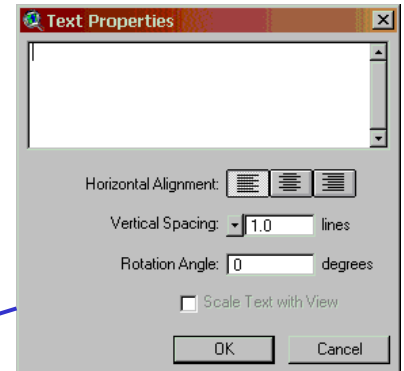 Text Properties
Horizontal Alignment:
Vertical Spacing: 1.0 lines
Rotation Angle: 0 degrees
Scale Text with View
OK Cancel